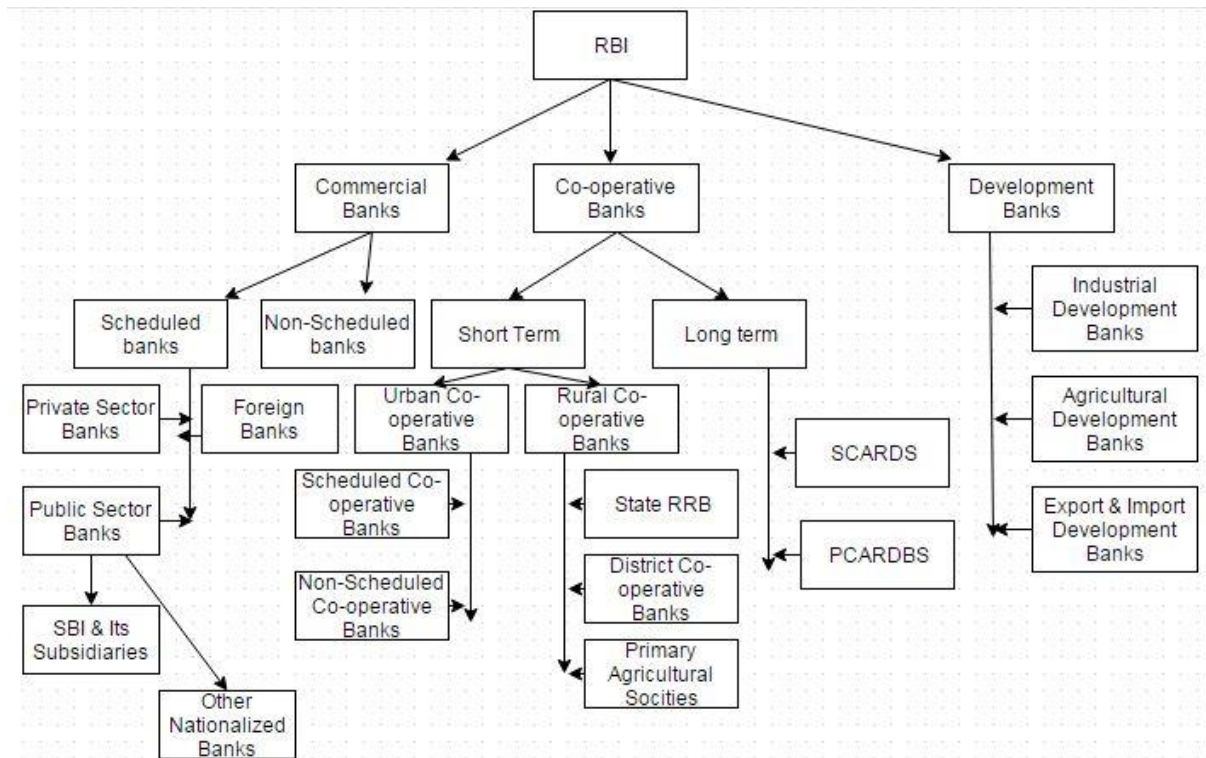 RBI
Commercial
Banks
Co-operative
Banks
Development
Banks
Scheduled
banks
Non-Scheduled
banks
Short Term
Long term
Industrial
Development
Banks
Private Sector
Banks
Foreign
Banks
Urban Co-
operative
Banks
Rural Co-
operative
Banks
Agricultural
Development
Banks
SCARDS
Public Sector
Banks
Scheduled Co-
operative
Banks
State RRB
PCARDBS
Export & Import
Development
Banks
Non-Scheduled
Co-operative
Banks
District Co-
operative
Banks
SBI & Its
Subsidiaries
Primary
Agricultural
Socities
Other
Nationalized
Banks